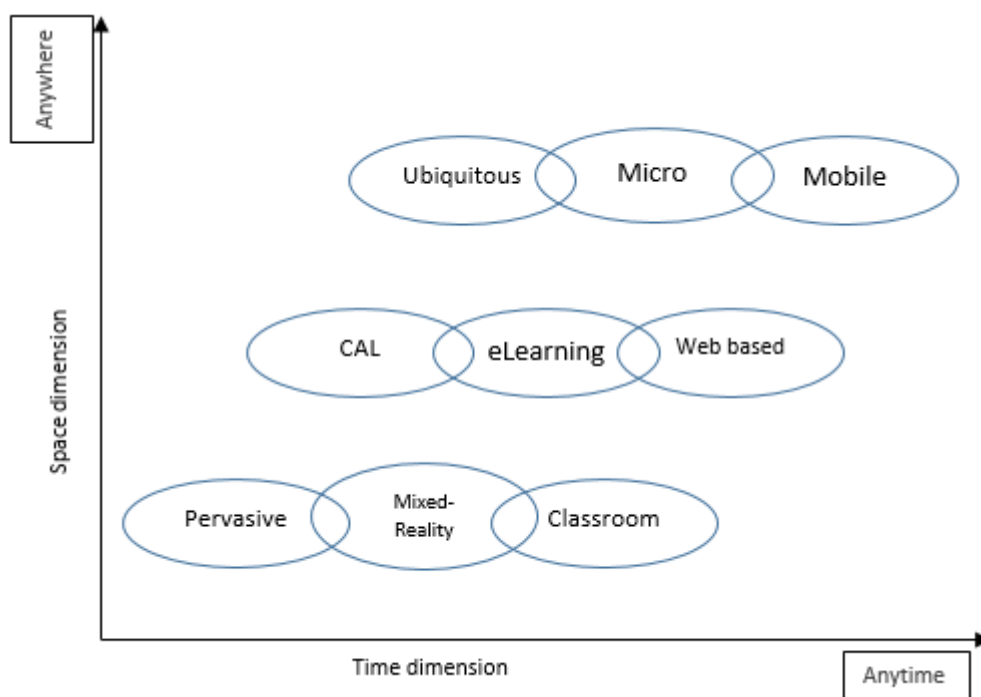 Anywhere
Ubiquitous
Micro
Mobile
Space dimension
CAL
eLearning
Web based
Pervasive
Mixed-
Reality
Classroom
Time dimension
Anytime